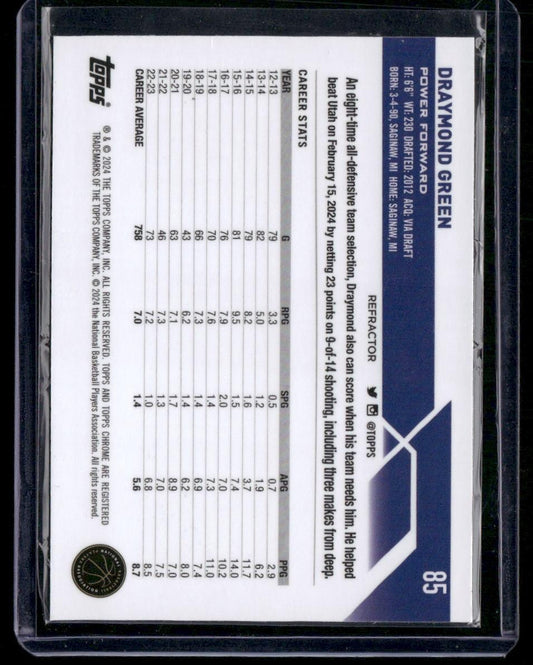 DRAYMOND GREEN
85
POWER FORWARD
HT: 6'6" WT: 230 DRAFTED: 2012 ACQ: VIA DRAFT
BORN: 3-4-90, SAGINAW, MI HOME: SAGINAW, MI
REFRACTOR @TOPPS
An eight-time all-defensive team selection, Draymond also can score when his team needs him. He helped
beat Utah on February 15, 2024 by netting 23 points on 9-of-14 shooting, including three makes from deep.
CAREER STATS
YEAR G RPG SPG APG PPG
12-13 79 3.3 0.5 0.7 2.9
13-14 82 5.0 1.2 1.9 6.2
14-15 79 8.2 1.6 3.7 11.7
15-16 81 9.5 1.5 7.4 14.0
16-17 76 7.9 2.0 7.0 10.2
17-18 70 7.6 1.4 7.3 11.0
18-19 66 7.3 1.4 6.9 7.4
19-20 43 6.2 1.4 6.2 8.0
20-21 63 7.1 1.7 8.9 7.0
21-22 46 7.3 1.3 7.0 7.5
22-23 73 7.2 1.0 6.8 8.5
CAREER AVERAGE 758 7.0 1.4 5.6 8.7
topps
® & © 2024 THE TOPPS COMPANY, INC. ALL RIGHTS RESERVED. TOPPS AND TOPPS CHROME ARE REGISTERED
TRADEMARKS OF THE TOPPS COMPANY, INC. © 2024 the National Basketball Players Association. All rights reserved.